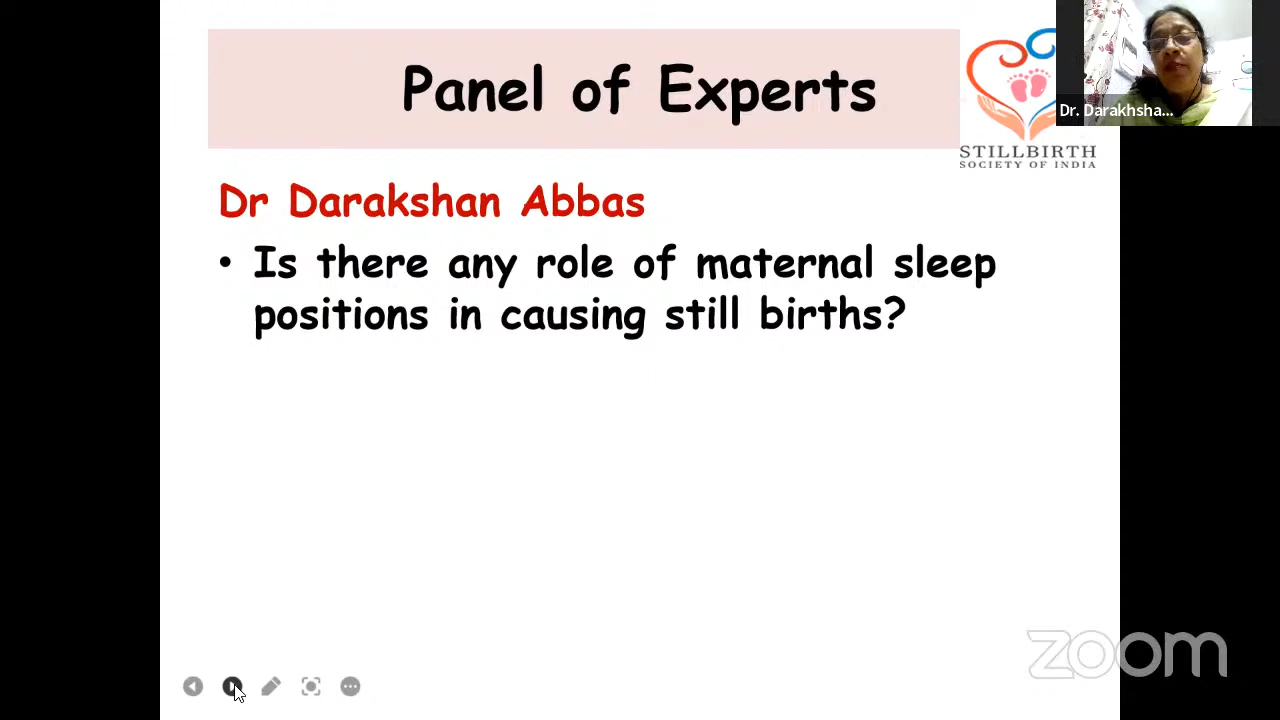 Panel of Experts
STILLBIRTH
SOCIETY OF INDIA
Dr. Darakhsha...
Dr Darakshan Abbas
• Is there any role of maternal sleep
positions in causing still births?
zoom